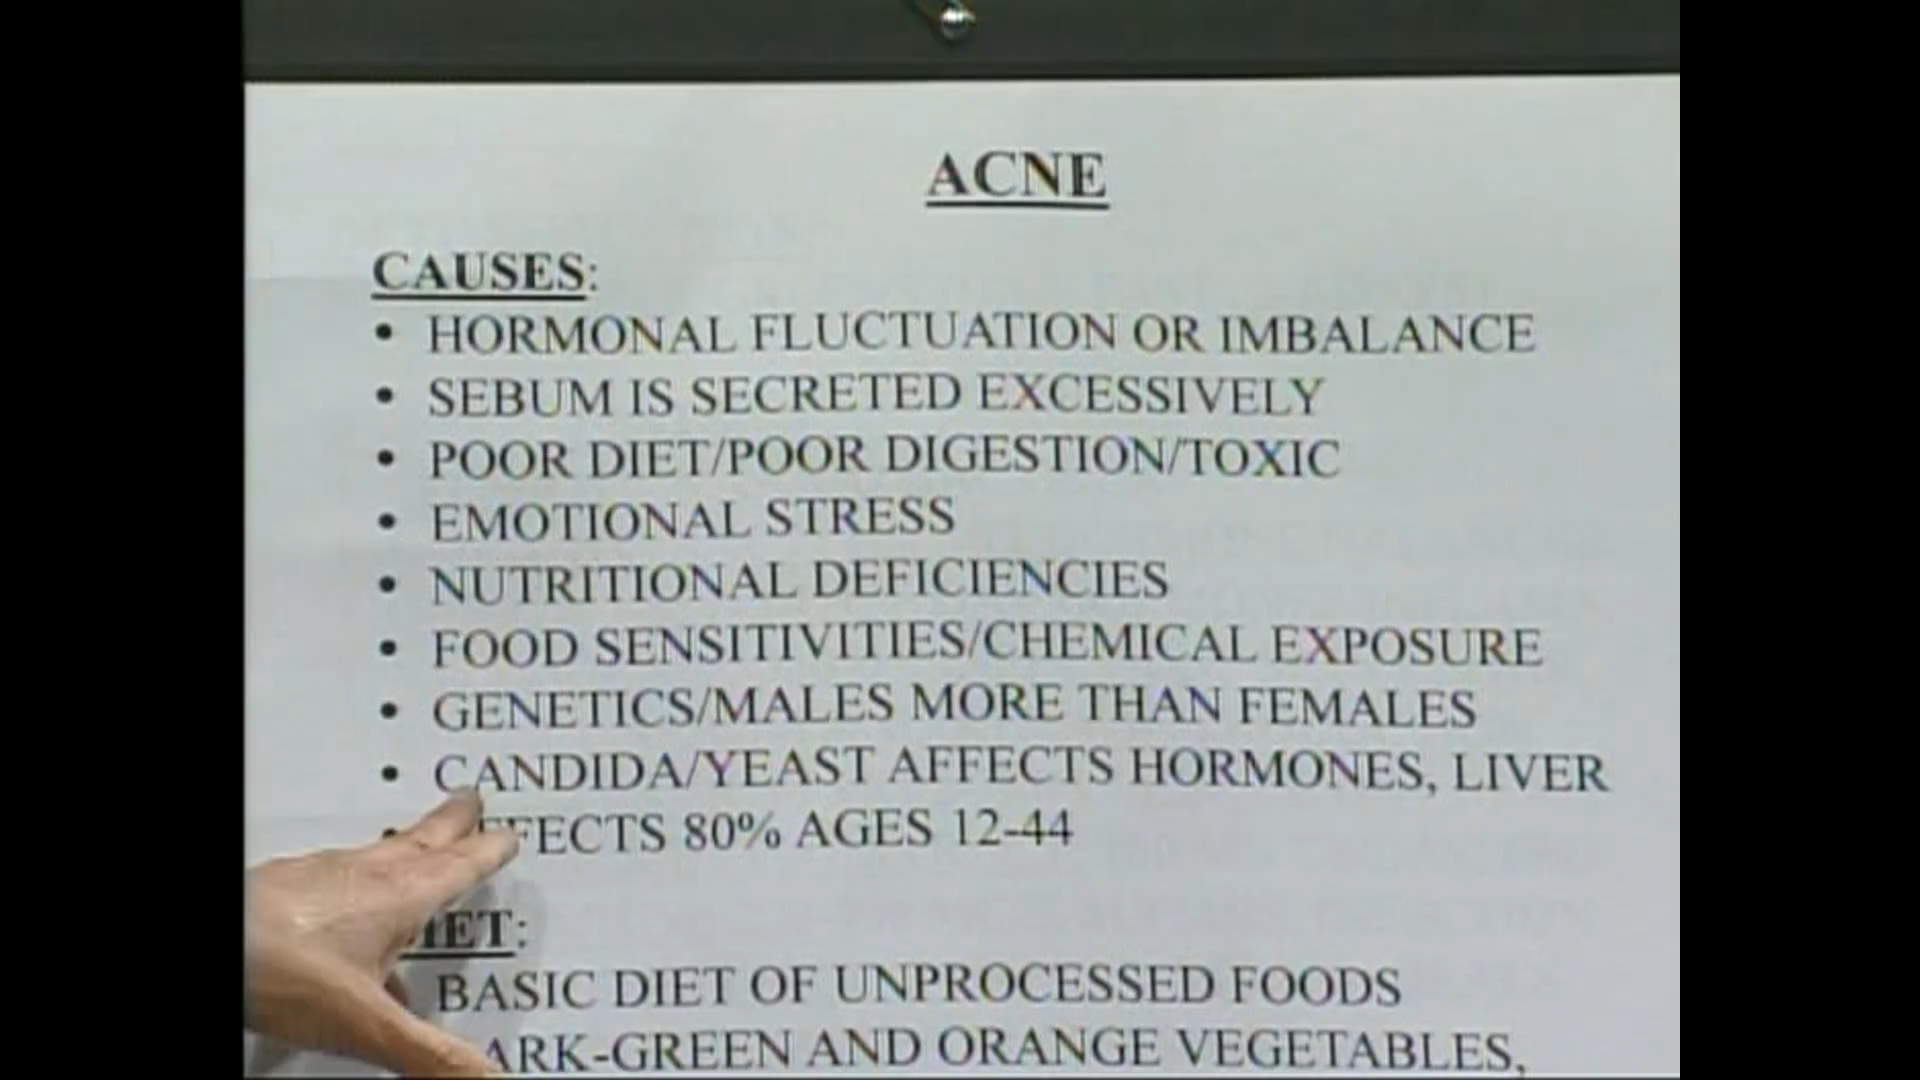 ACNE
CAUSES:
• HORMONAL FLUCTUATION OR IMBALANCE
• SEBUM IS SECRETED EXCESSIVELY
• POOR DIET/POOR DIGESTION/TOXIC
• EMOTIONAL STRESS
• NUTRITIONAL DEFICIENCIES
• FOOD SENSITIVITIES/CHEMICAL EXPOSURE
• GENETICS/MALES MORE THAN FEMALES
• CANDIDA/YEAST AFFECTS HORMONES, LIVER
• 80% AGES 12-44
BASIC DIET OF UNPROCESSED FOODS
AND ORANGE VEGETABLES,